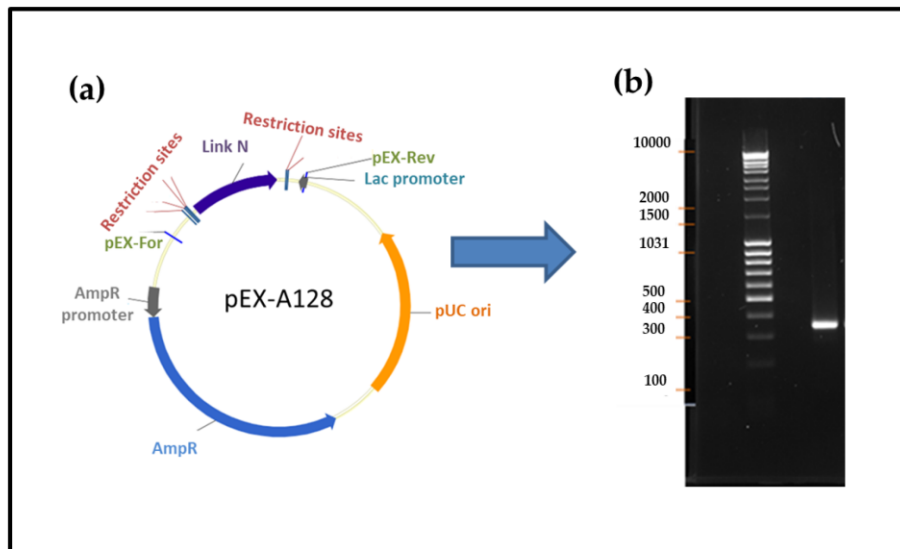 (a)
Restriction sites
Link N
Restriction sites
pEX-Rev
Lac promoter
pEX-For
AmpR
promoter
pEX-A128
pUC ori
AmpR
(b)
10000
2000
1500
1031
500
400
300
100